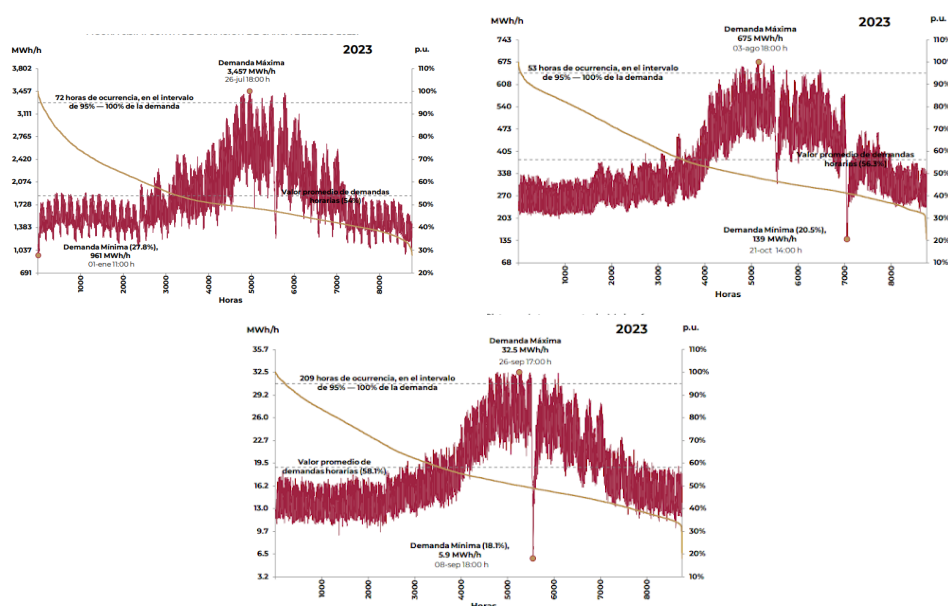 2023
MWh/h
p.u.
Demanda Máxima
3,457 MWh/h
26-jul 18:00 h
72 horas de ocurrencia, en el intervalo
de 95% — 100% de la demanda
Valor promedio de demandas
horarias (54%)
Demanda Mínima (27.8%),
961 MWh/h
01-ene 11:00 h
3,802
3,457
3,111
2,765
2,420
2,074
1,728
1,383
1,037
691
110%
100%
90%
80%
70%
60%
50%
40%
30%
20%
1000
2000
3000
4000
5000
6000
7000
8000
Horas
MWh/h
2023
p.u.
Demanda Máxima
675 MWh/h
03-ago 18:00 h
53 horas de ocurrencia, en el intervalo
de 95% — 100% de la demanda
Valor promedio de demandas
horarias (56.3%)
Demanda Mínima (20.5%),
139 MWh/h
21-oct 14:00 h
743
675
608
540
473
405
338
270
203
135
68
110%
100%
90%
80%
70%
60%
50%
40%
30%
20%
10%
1000
2000
3000
4000
5000
6000
7000
8000
Horas
MWh/h
2023
p.u.
Demanda Máxima
32.5 MWh/h
26-sep 17:00 h
209 horas de ocurrencia, en el intervalo
de 95% — 100% de la demanda
Valor promedio de
demandas horarias (58.1%)
Demanda Mínima (18.1%),
5.9 MWh/h
08-sep 18:00 h
35.7
32.5
29.2
26.0
22.7
19.5
16.2
13.0
9.7
6.5
3.2
110%
100%
90%
80%
70%
60%
50%
40%
30%
20%
10%
1000
2000
3000
4000
5000
6000
7000
8000
Horas